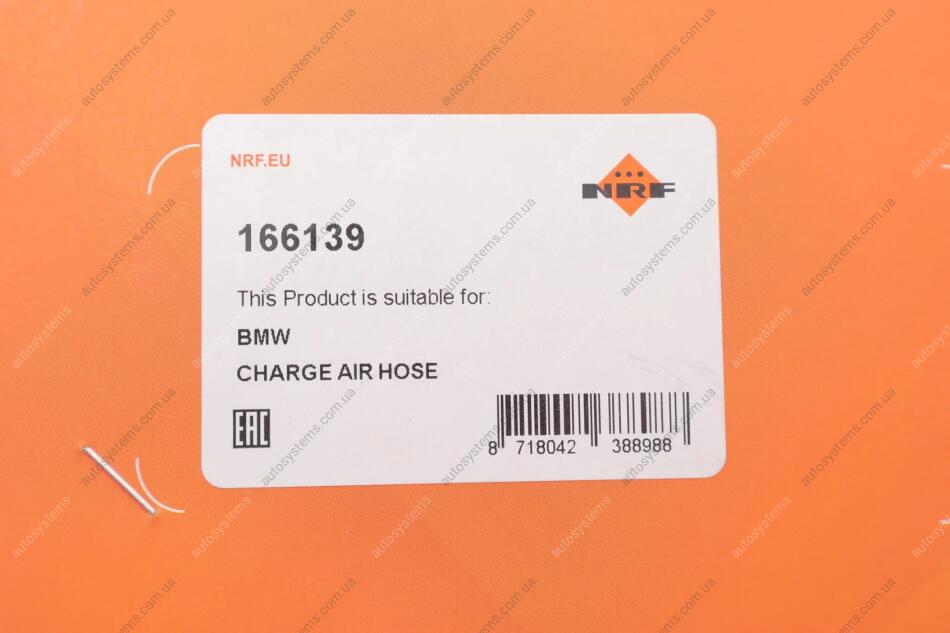 NRF.EU
NRF
166139
This Product is suitable for:
BMW
CHARGE AIR HOSE
EAC
8 718042 388988
autosystems.com.ua